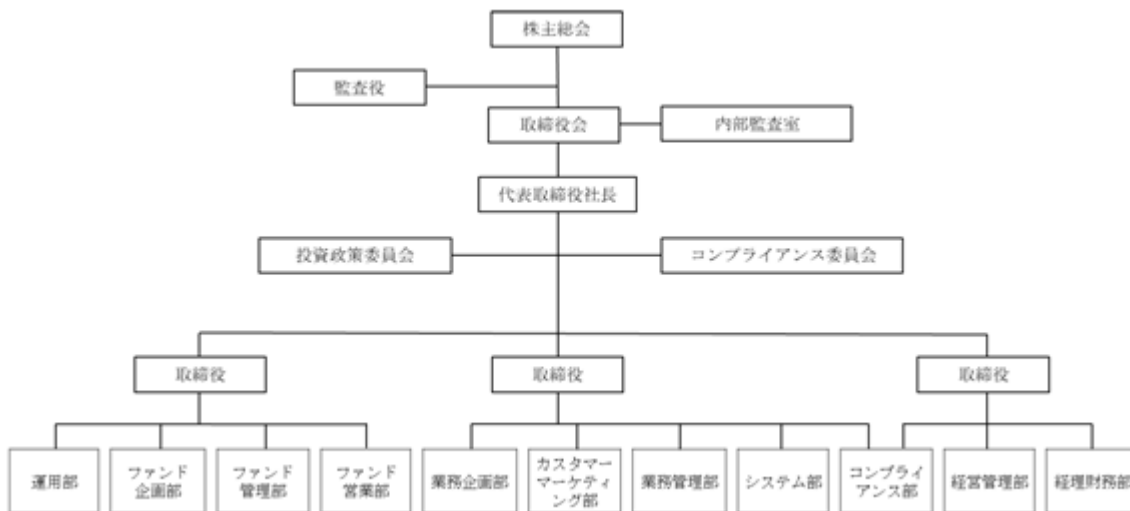 株主総会
監査役
取締役会
内部監査室
代表取締役社長
投資政策委員会
コンプライアンス委員会
取締役
取締役
取締役
運用部
ファンド
企画部
ファンド
管理部
ファンド
営業部
業務企画部
カスタマー
マーケティ
ング部
業務管理部
システム部
コンプライ
アンス部
経営管理部
経理財務部